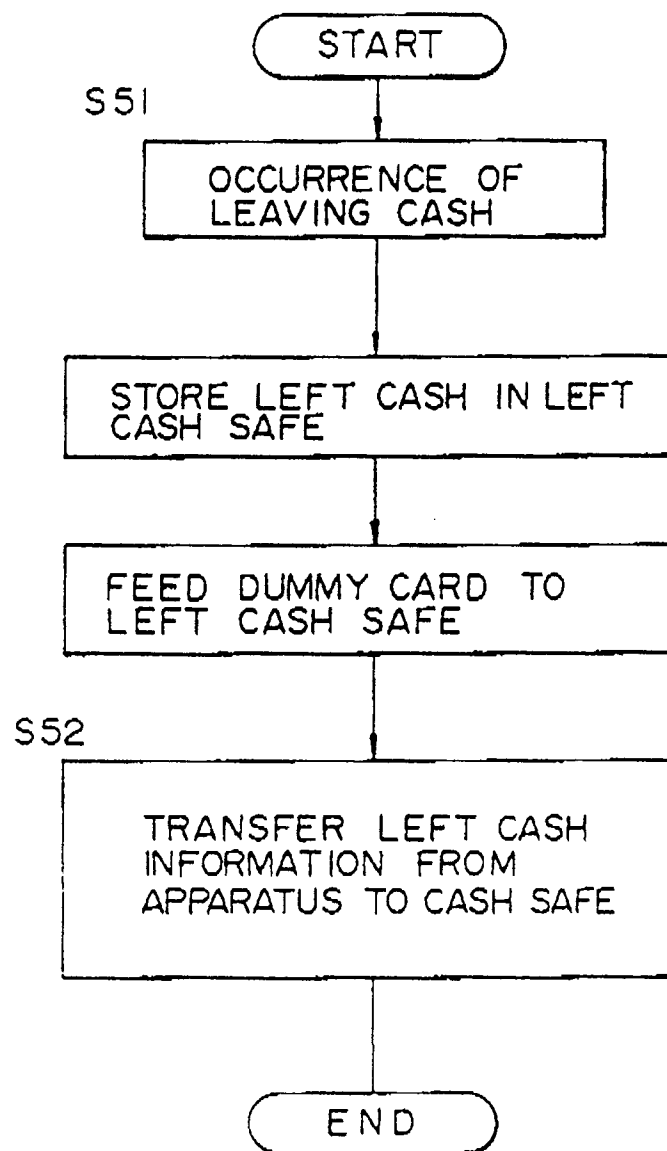 START
S51
OCCURRENCE OF
LEAVING CASH
STORE LEFT CASH IN LEFT
CASH SAFE
FEED DUMMY CARD TO
LEFT CASH SAFE
S52
TRANSFER LEFT CASH
INFORMATION FROM
APPARATUS TO CASH SAFE
END